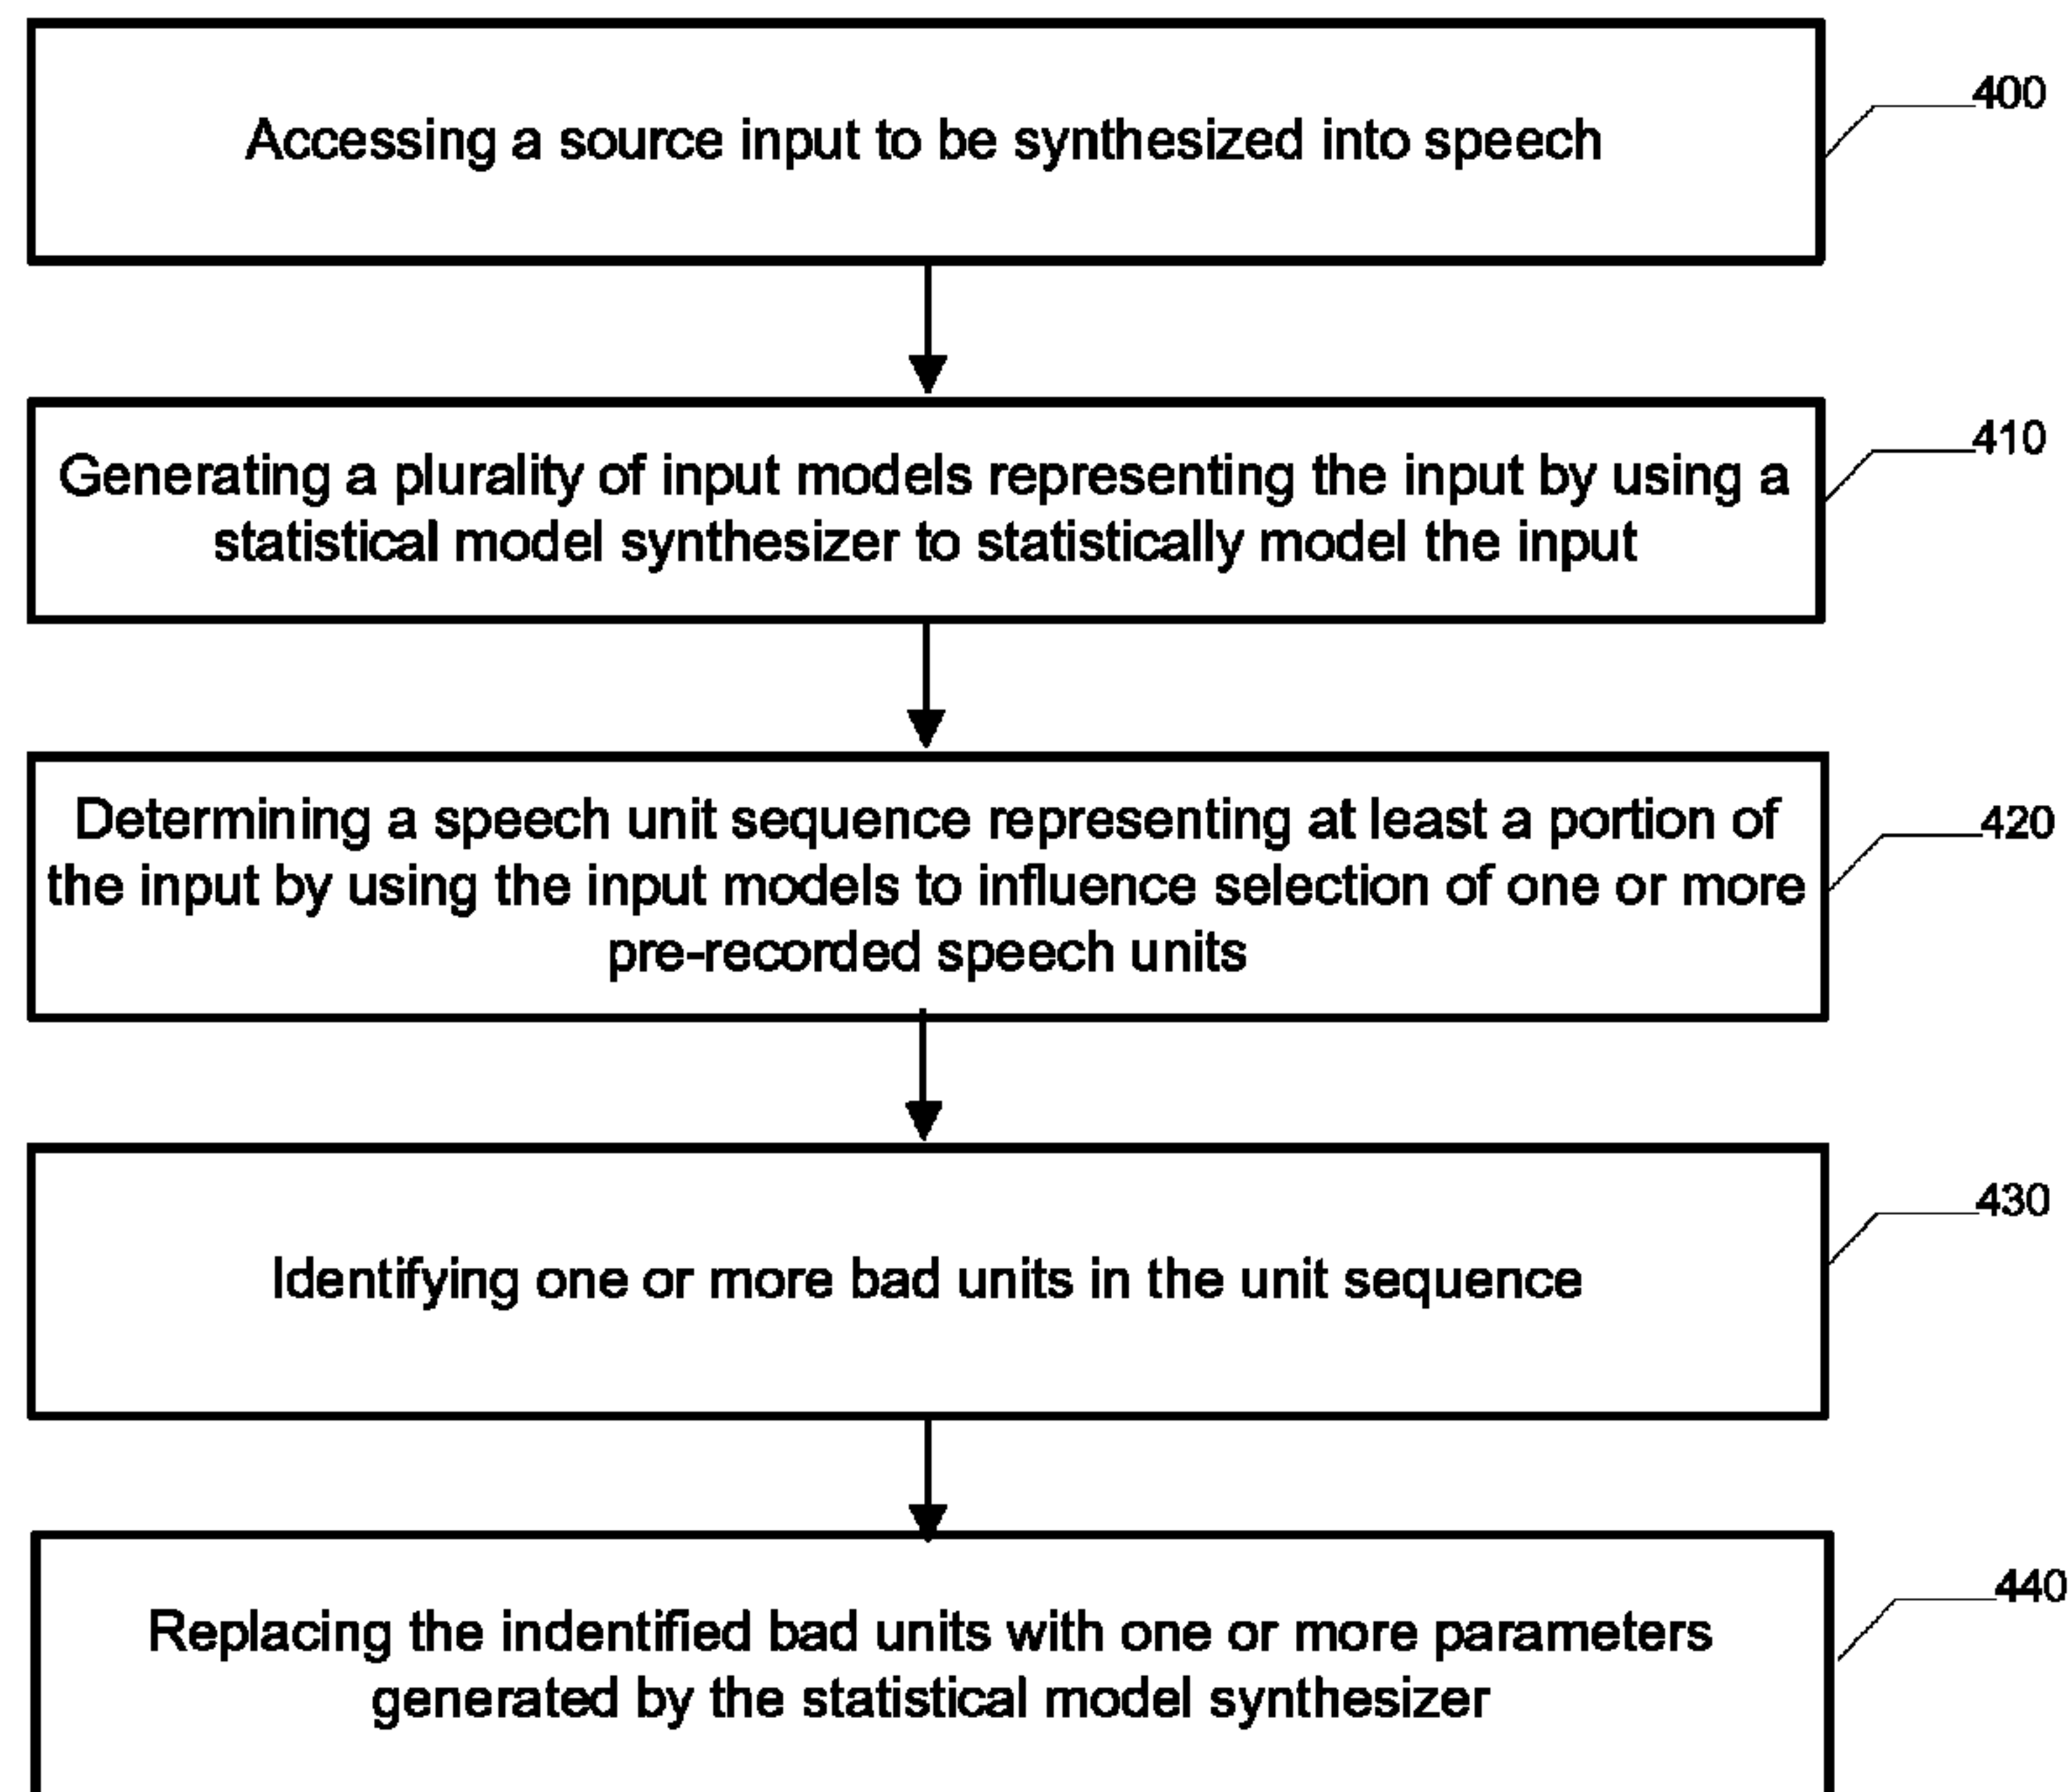 Accessing a source input to be synthesized into speech
400
Generating a plurality of input models representing the input by using a
statistical model synthesizer to statistically model the input
410
Determining a speech unit sequence representing at least a portion of
the input by using the input models to influence selection of one or more
pre-recorded speech units
420
Identifying one or more bad units in the unit sequence
430
Replacing the indentified bad units with one or more parameters
generated by the statistical model synthesizer
440